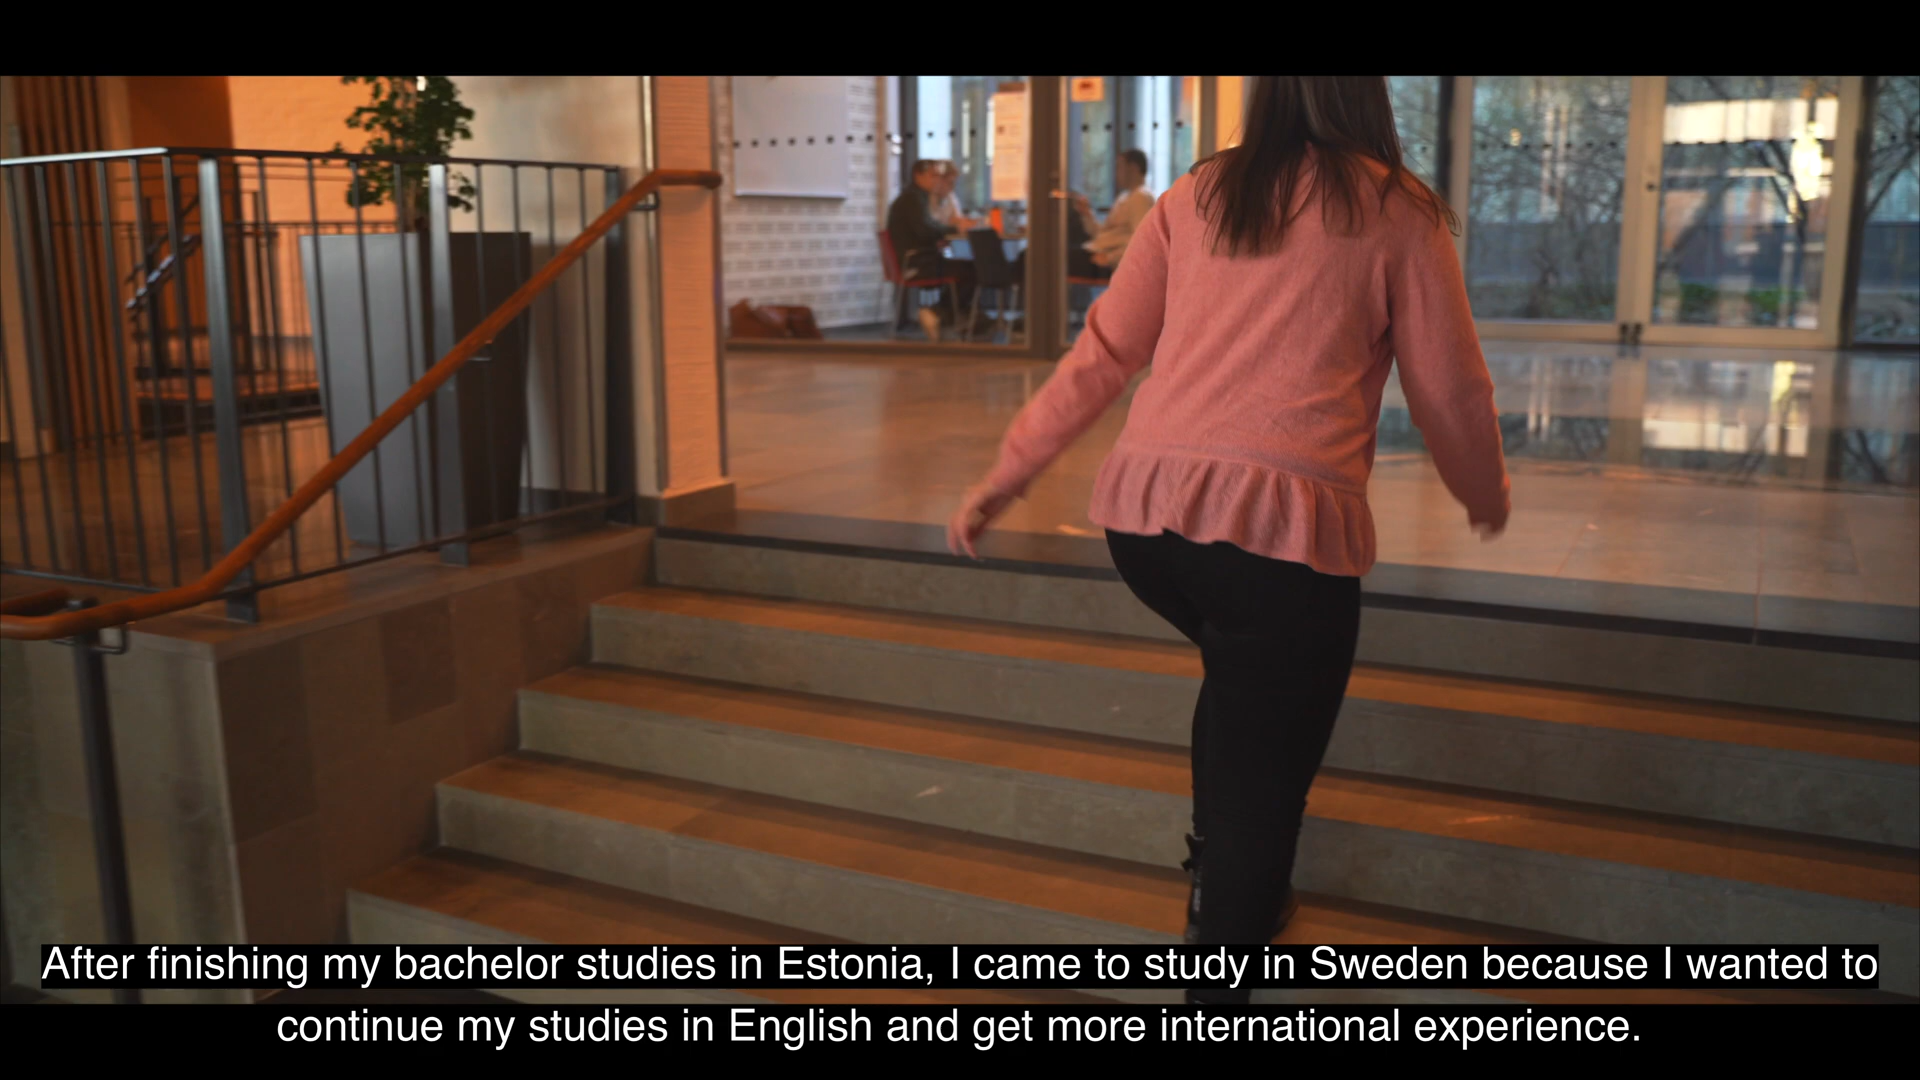 After finishing my bachelor studies in Estonia, I came to study in Sweden because I wanted to
continue my studies in English and get more international experience.